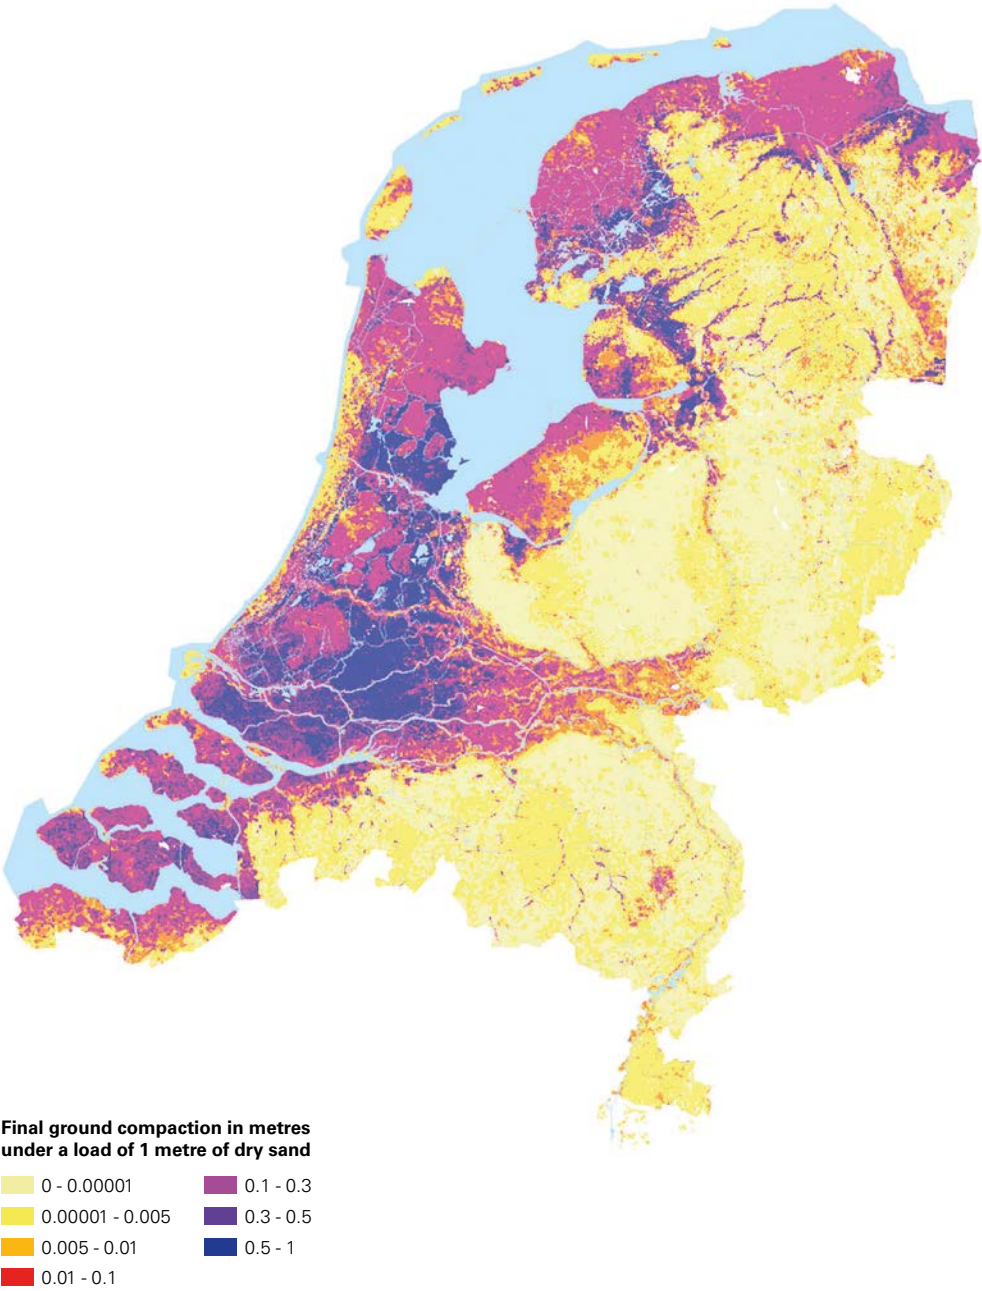 Final ground compaction in metres
under a load of 1 metre of dry sand
0 - 0.00001
0.00001 - 0.005
0.005 - 0.01
0.01 - 0.1
0.1 - 0.3
0.3 - 0.5
0.5 - 1